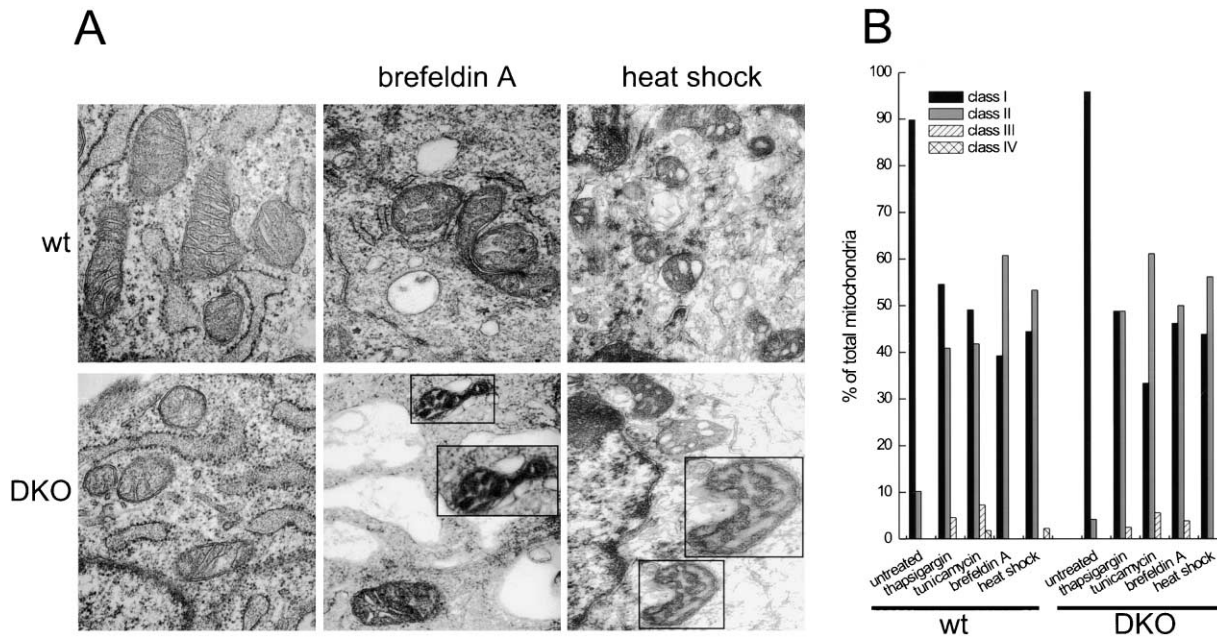 A
brefeldin A
heat shock
wt
DKO
B
100
90
80
70
60
50
40
30
20
10
0
% of total mitochondria
class I
class II
class III
class IV
untreated
thapsigargin
tunicamycin
brefeldin A
heat shock
untreated
thapsigargin
tunicamycin
brefeldin A
heat shock
wt
DKO